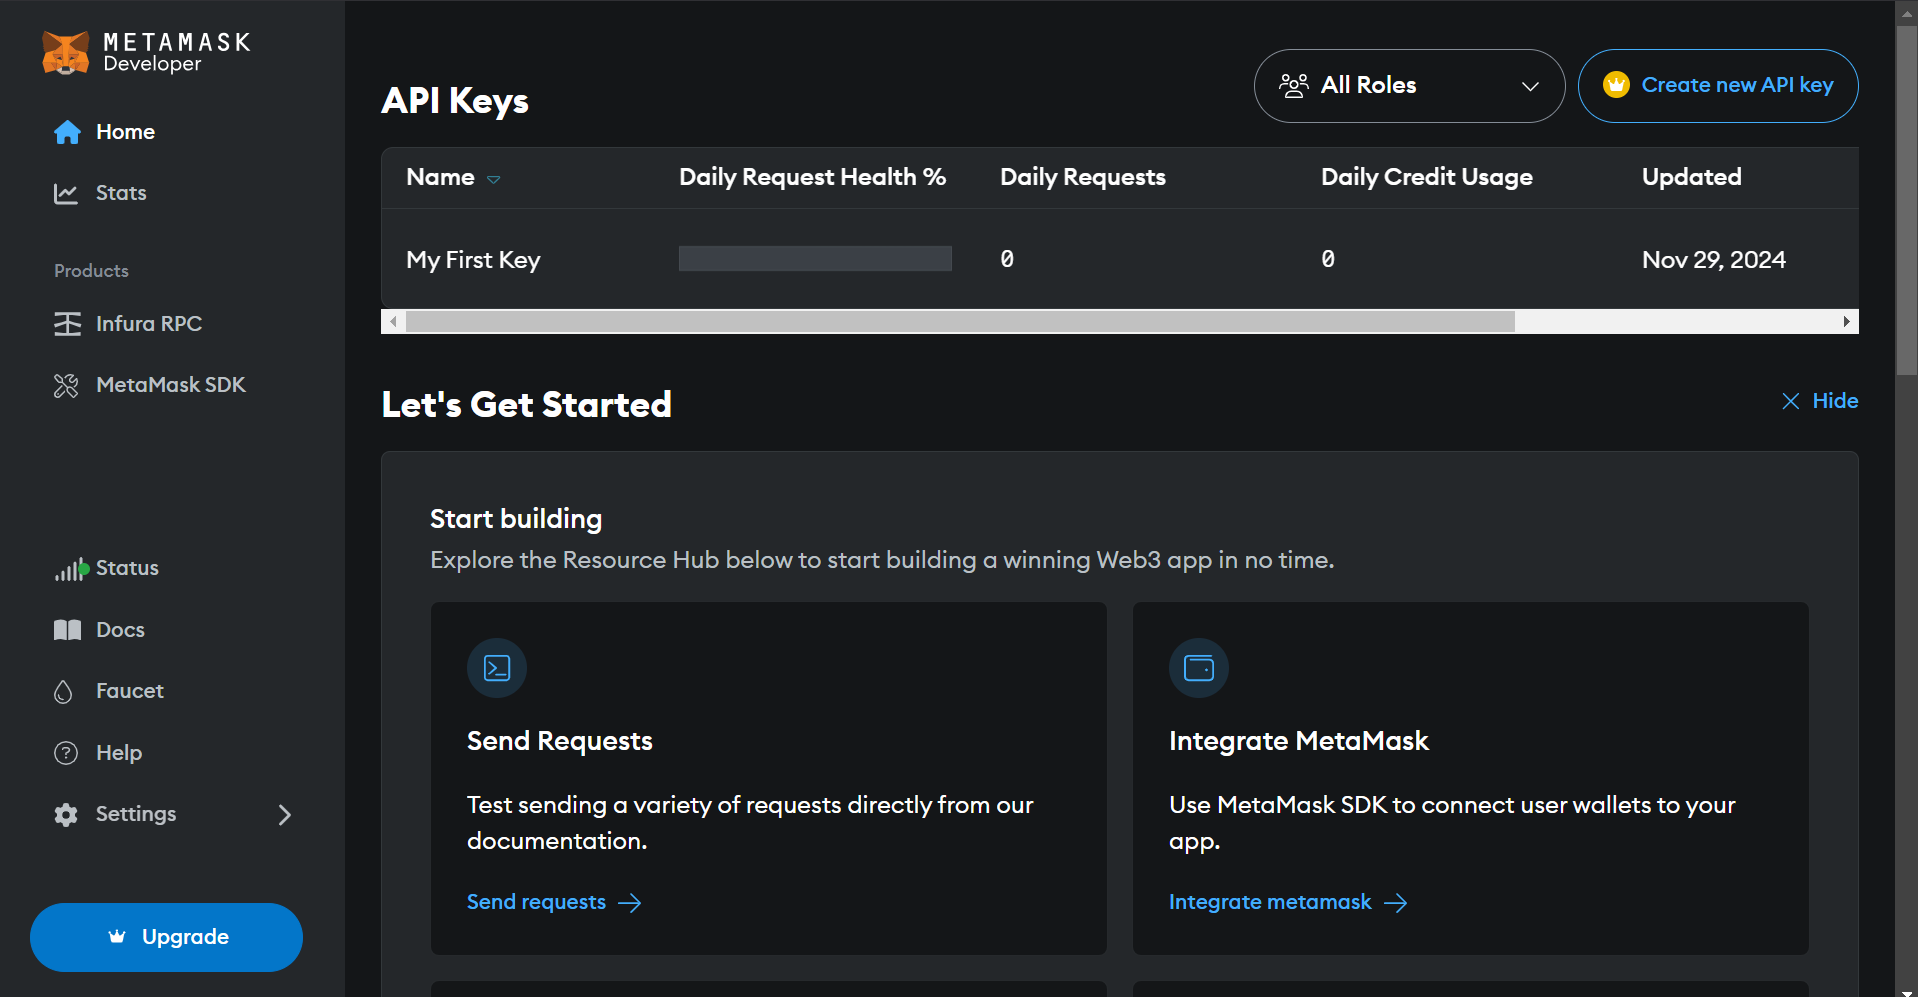 METAMASK
Developer
Home
Stats
Products
Infura RPC
MetaMask SDK
Status
Docs
Faucet
? Help
Settings
Upgrade
API Keys
All Roles
Create new API key
Name Daily Request Health % Daily Requests Daily Credit Usage Updated
My First Key 0 0 Nov 29, 2024
Let's Get Started
Hide
Start building
Explore the Resource Hub below to start building a winning Web3 app in no time.
Send Requests
Test sending a variety of requests directly from our
documentation.
Send requests
Integrate MetaMask
Use MetaMask SDK to connect user wallets to your
app.
Integrate metamask